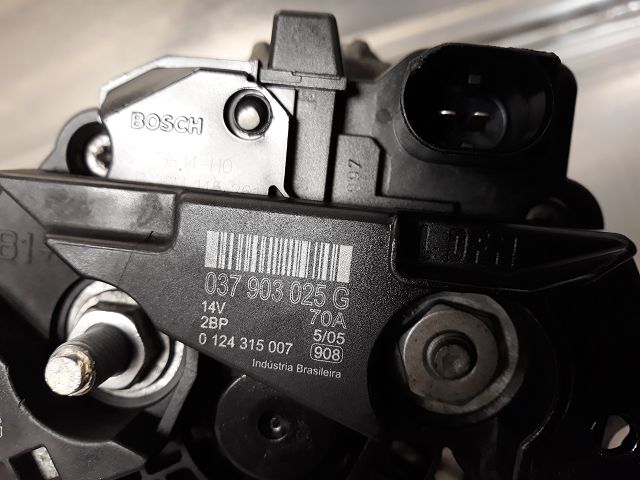 BOSCH
037 903 025 G
14V 70A
2BP 5/05
0 124 315 007 908
Indústria Brasileira